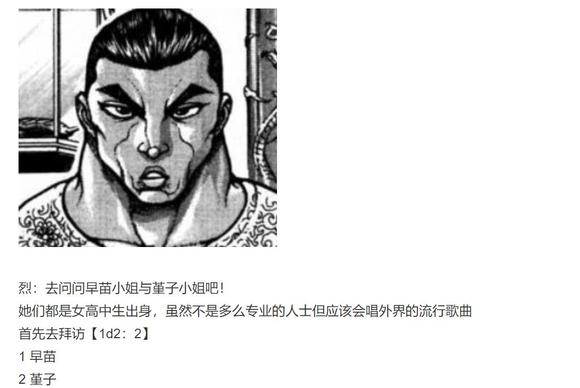 烈：去问问早苗小姐与堇子小姐吧！
她们都是女高中生出身，虽然不是多么专业的人士但应该会唱外界的流行歌曲
首先去拜访【1d2：2】
1 早苗
2 堇子